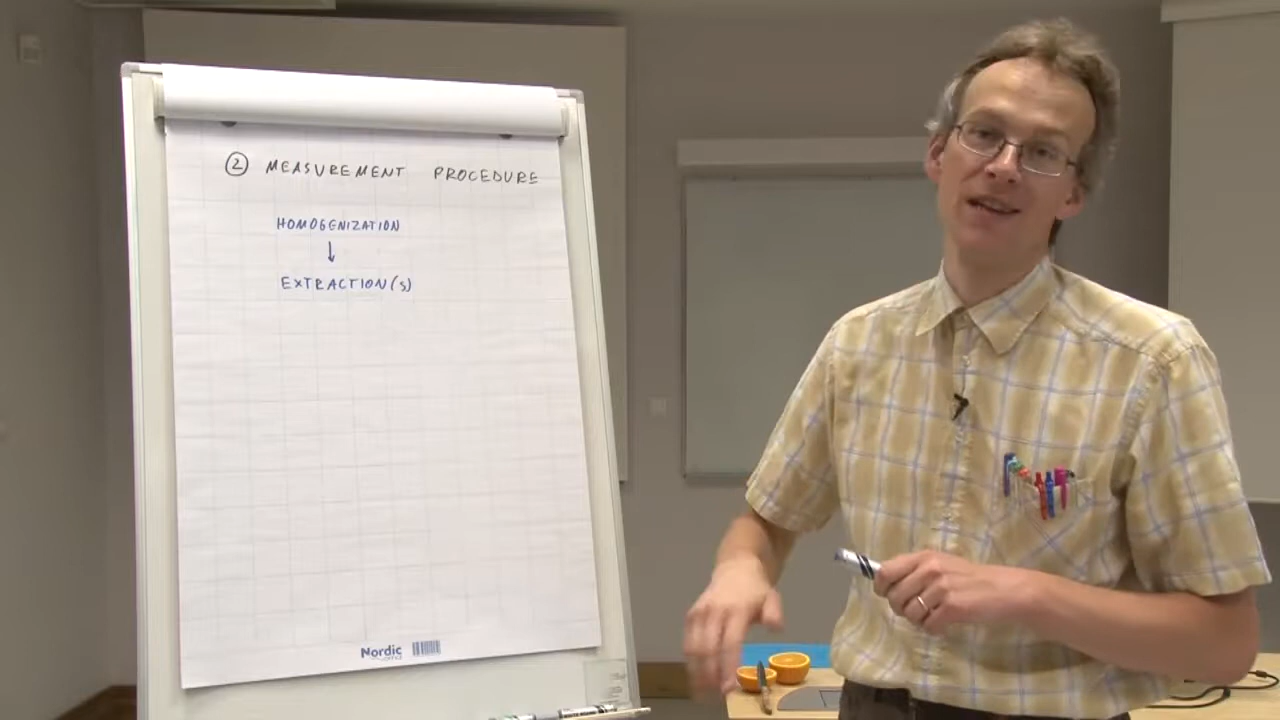 ② MEASUREMENT PROCEDURE
HOMOGENIZATION
↓
EXTRACTION(S)
Nordic